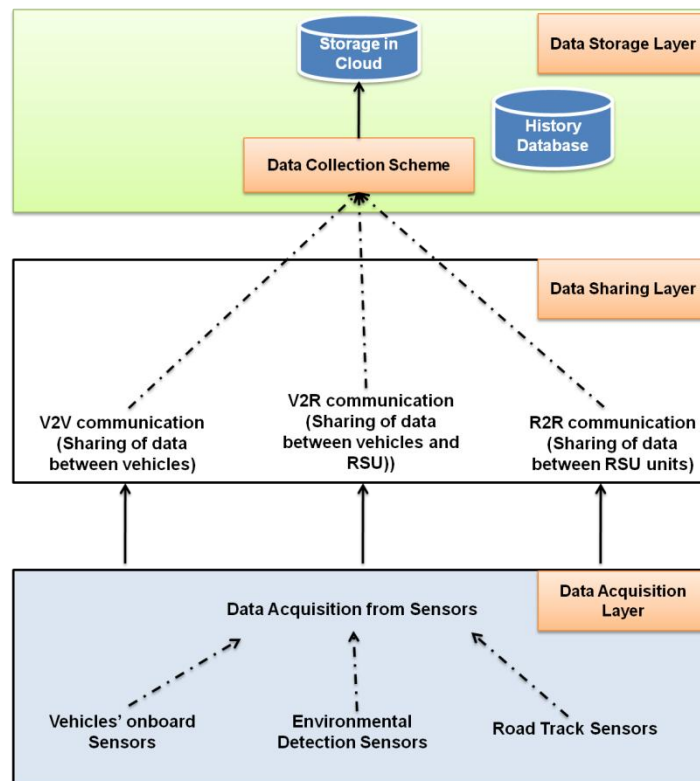 Storage in
Cloud
Data Storage Layer
History
Database
Data Collection Scheme
Data Sharing Layer
V2V communication
(Sharing of data
between vehicles)
V2R communication
(Sharing of data
between vehicles and
RSU))
R2R communication
(Sharing of data
between RSU units)
Data Acquisition
Layer
Data Acquisition from Sensors
Vehicles' onboard
Sensors
Environmental
Detection Sensors
Road Track Sensors